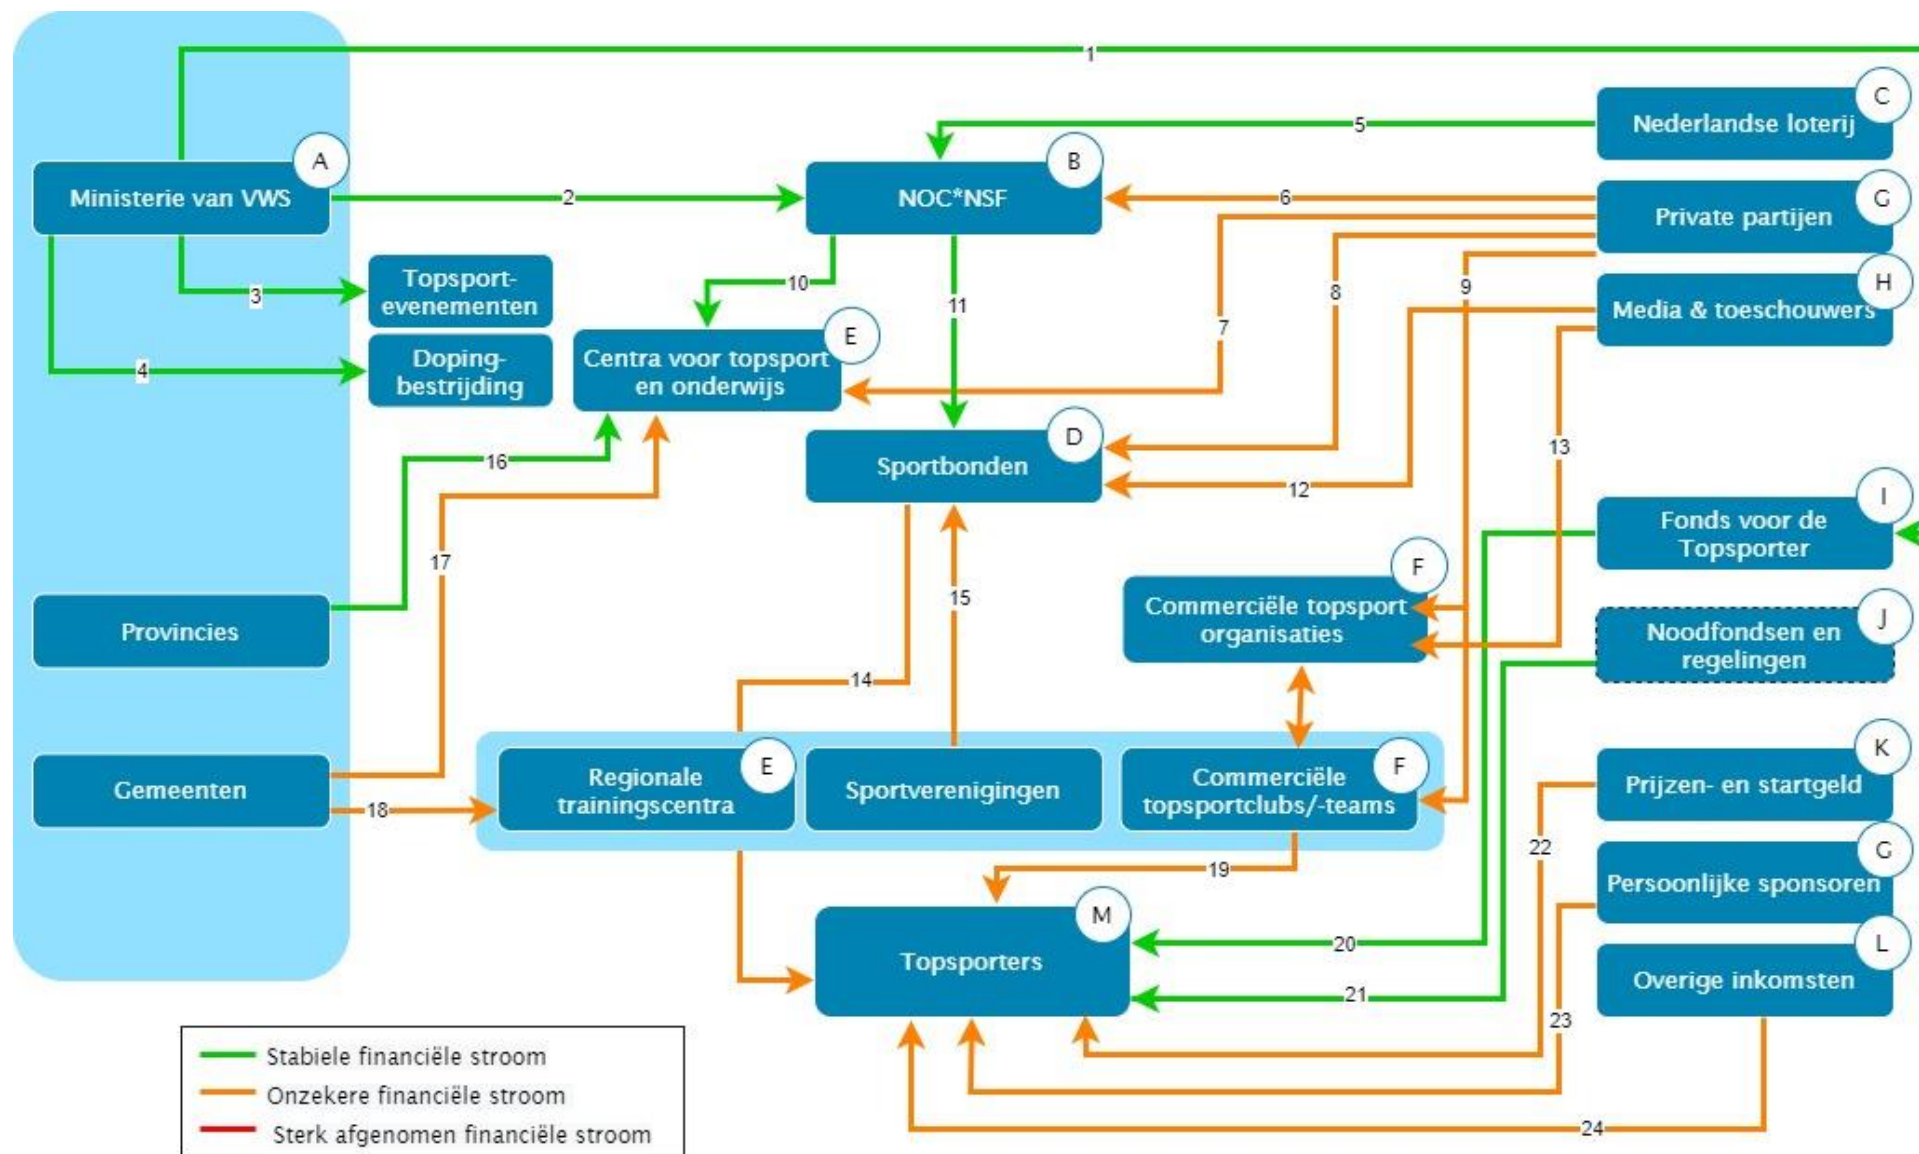 1
C
Nederlandse loterij
5
A
Ministerie van VWS
2
B
NOC*NSF
6
G
Private partijen
3
Topsport-
evenementen
10
11
8
9
H
Media & toeschouwers
4
Doping-
bestrijding
E
Centra voor topsport
en onderwijs
7
16
D
Sportbonden
12
13
17
I
Fonds voor de
Topsporter
15
F
Commerciële topsport
organisaties
J
Noodfondsen en
regelingen
Provincies
14
Gemeenten
18
E
Regionale
trainingscentra
Sportverenigingen
F
Commerciële
topsportclubs/-teams
K
Prijzen- en startgeld
22
19
G
Persoonlijke sponsoren
M
Topsporters
20
21
L
Overige inkomsten
23
24
Stabiele financiële stroom
Onzekere financiële stroom
Sterk afgenomen financiële stroom